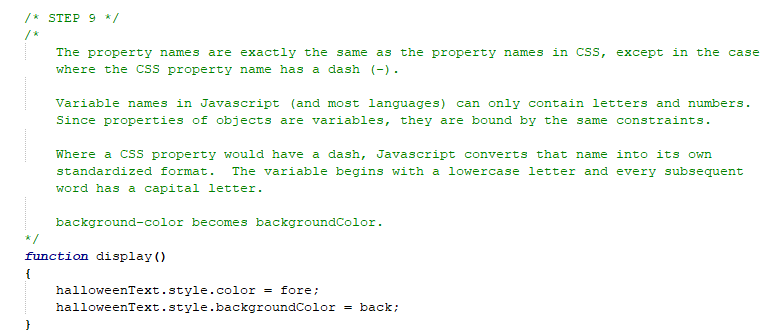 /* STEP 9 */
/*
The property names are exactly the same as the property names in CSS, except in the case
where the CSS property name has a dash (-).
Variable names in Javascript (and most languages) can only contain letters and numbers.
Since properties of objects are variables, they are bound by the same constraints.
Where a CSS property would have a dash, Javascript converts that name into its own
standardized format.  The variable begins with a lowercase letter and every subsequent
word has a capital letter.
background-color becomes backgroundColor.
*/
function display()
{
halloweenText.style.color = fore;
halloweenText.style.backgroundColor = back;
}